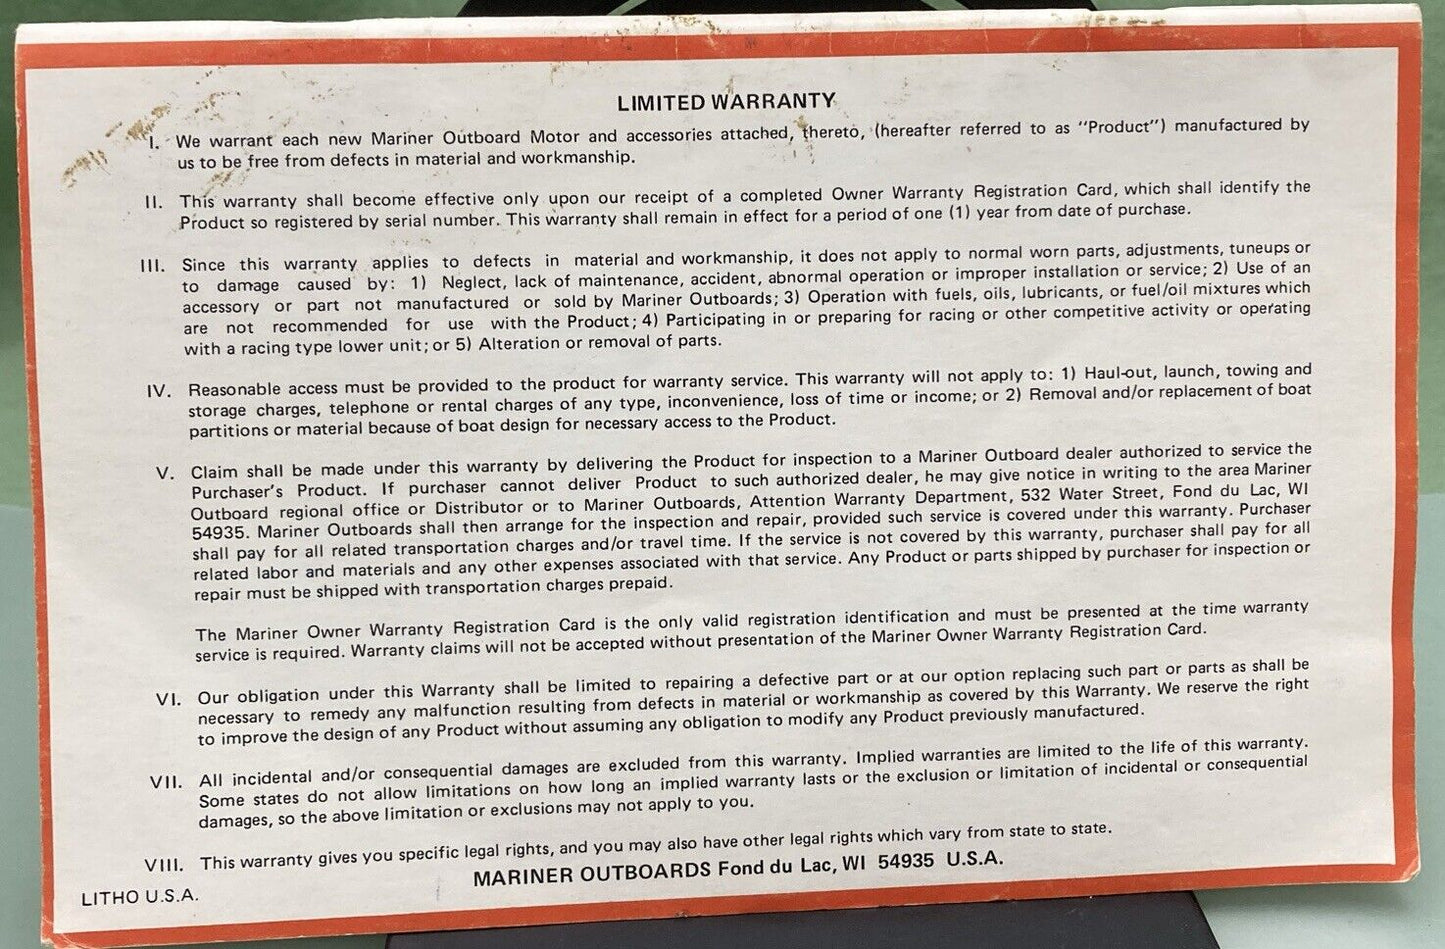 LIMITED WARRANTY
I. We warrant each new Mariner Outboard Motor and accessories attached, thereto, (hereafter referred to as "Product") manufactured by
us to be free from defects in material and workmanship.
II. This warranty shall become effective only upon our receipt of a completed Owner Warranty Registration Card, which shall identify the
Product so registered by serial number. This warranty shall remain in effect for a period of one (1) year from date of purchase.
III. Since this warranty applies to defects in material and workmanship, it does not apply to normal worn parts, adjustments, tuneups or
to damage caused by: 1) Neglect, lack of maintenance, accident, abnormal operation or improper installation or service; 2) Use of an
accessory or part not manufactured or sold by Mariner Outboards; 3) Operation with fuels, oils, lubricants, or fuel/oil mixtures which
are not recommended for use with the Product; 4) Participating in or preparing for racing or other competitive activity or operating
with a racing type lower unit; or 5) Alteration or removal of parts.
IV. Reasonable access must be provided to the product for warranty service. This warranty will not apply to: 1) Haul-out, launch, towing and
storage charges, telephone or rental charges of any type, inconvenience, loss of time or income; or 2) Removal and/or replacement of boat
partitions or material because of boat design for necessary access to the Product.
V. Claim shall be made under this warranty by delivering the Product for inspection to a Mariner Outboard dealer authorized to service the
Purchaser's Product. If purchaser cannot deliver Product to such authorized dealer, he may give notice in writing to the area Mariner
Outboard regional office or Distributor or to Mariner Outboards, Attention Warranty Department, 532 Water Street, Fond du Lac, WI
54935. Mariner Outboards shall then arrange for the inspection and repair, provided such service is covered under this warranty. Purchaser
shall pay for all related transportation charges and/or travel time. If the service is not covered by this warranty, purchaser shall pay for all
related labor and materials and any other expenses associated with that service. Any Product or parts shipped by purchaser for inspection or
repair must be shipped with transportation charges prepaid.
The Mariner Owner Warranty Registration Card is the only valid registration identification and must be presented at the time warranty
service is required. Warranty claims will not be accepted without presentation of the Mariner Owner Warranty Registration Card.
VI. Our obligation under this Warranty shall be limited to repairing a defective part or at our option replacing such part or parts as shall be
necessary to remedy any malfunction resulting from defects in material or workmanship as covered by this Warranty. We reserve the right
to improve the design of any Product without assuming any obligation to modify any Product previously manufactured.
VII. All incidental and/or consequential damages are excluded from this warranty. Implied warranties are limited to the life of this warranty.
Some states do not allow limitations on how long an implied warranty lasts or the exclusion or limitation of incidental or consequential
damages, so the above limitation or exclusions may not apply to you.
VIII. This warranty gives you specific legal rights, and you may also have other legal rights which vary from state to state.
MARINER OUTBOARDS Fond du Lac, WI 54935 U.S.A.
LITHO U.S.A.